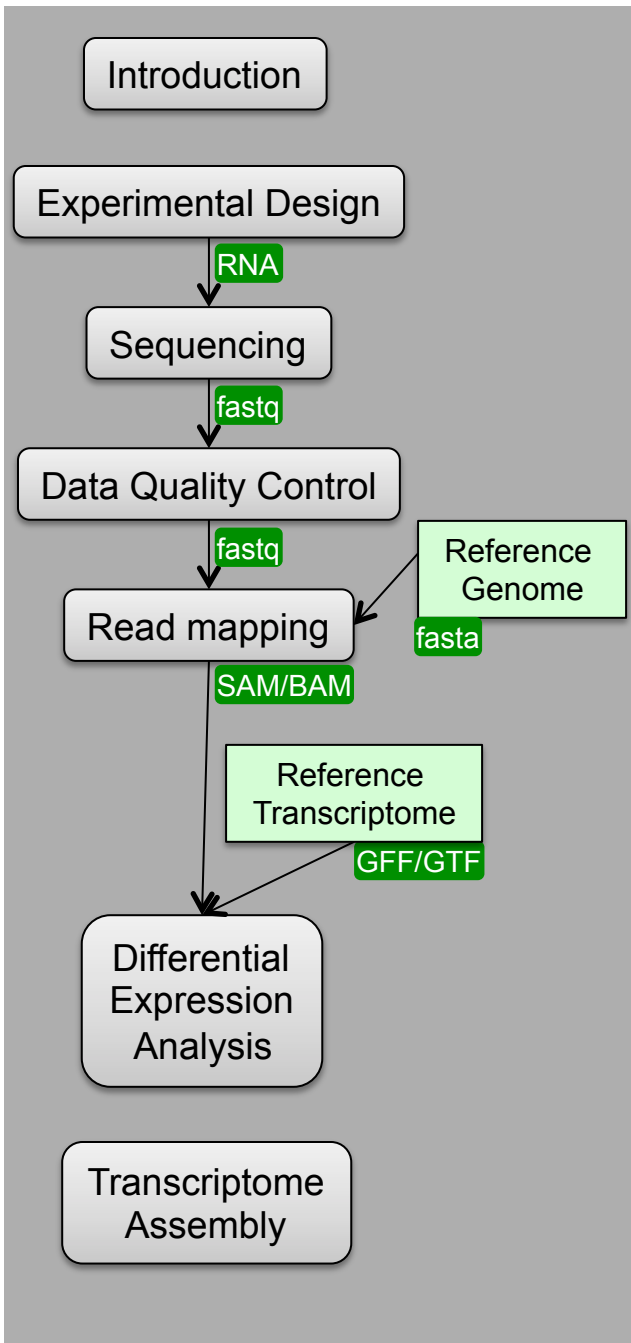 Introduction
Experimental Design
RNA
Sequencing
fastq
Data Quality Control
fastq
Reference
Genome
fasta
Read mapping
SAM/BAM
Reference
Transcriptome
GFF/GTF
Differential
Expression
Analysis
Transcriptome
Assembly